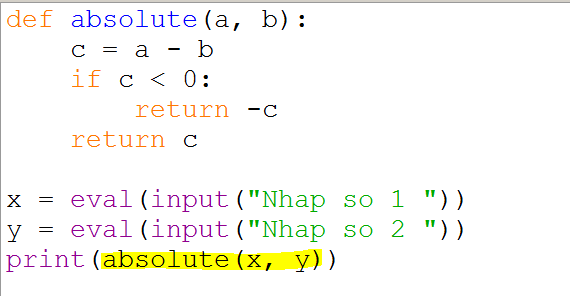 def absolute(a, b):
    c = a - b
    if c < 0:
        return -c
    return c

x = eval(input("Nhap so 1 "))
y = eval(input("Nhap so 2 "))
print(absolute(x, y))